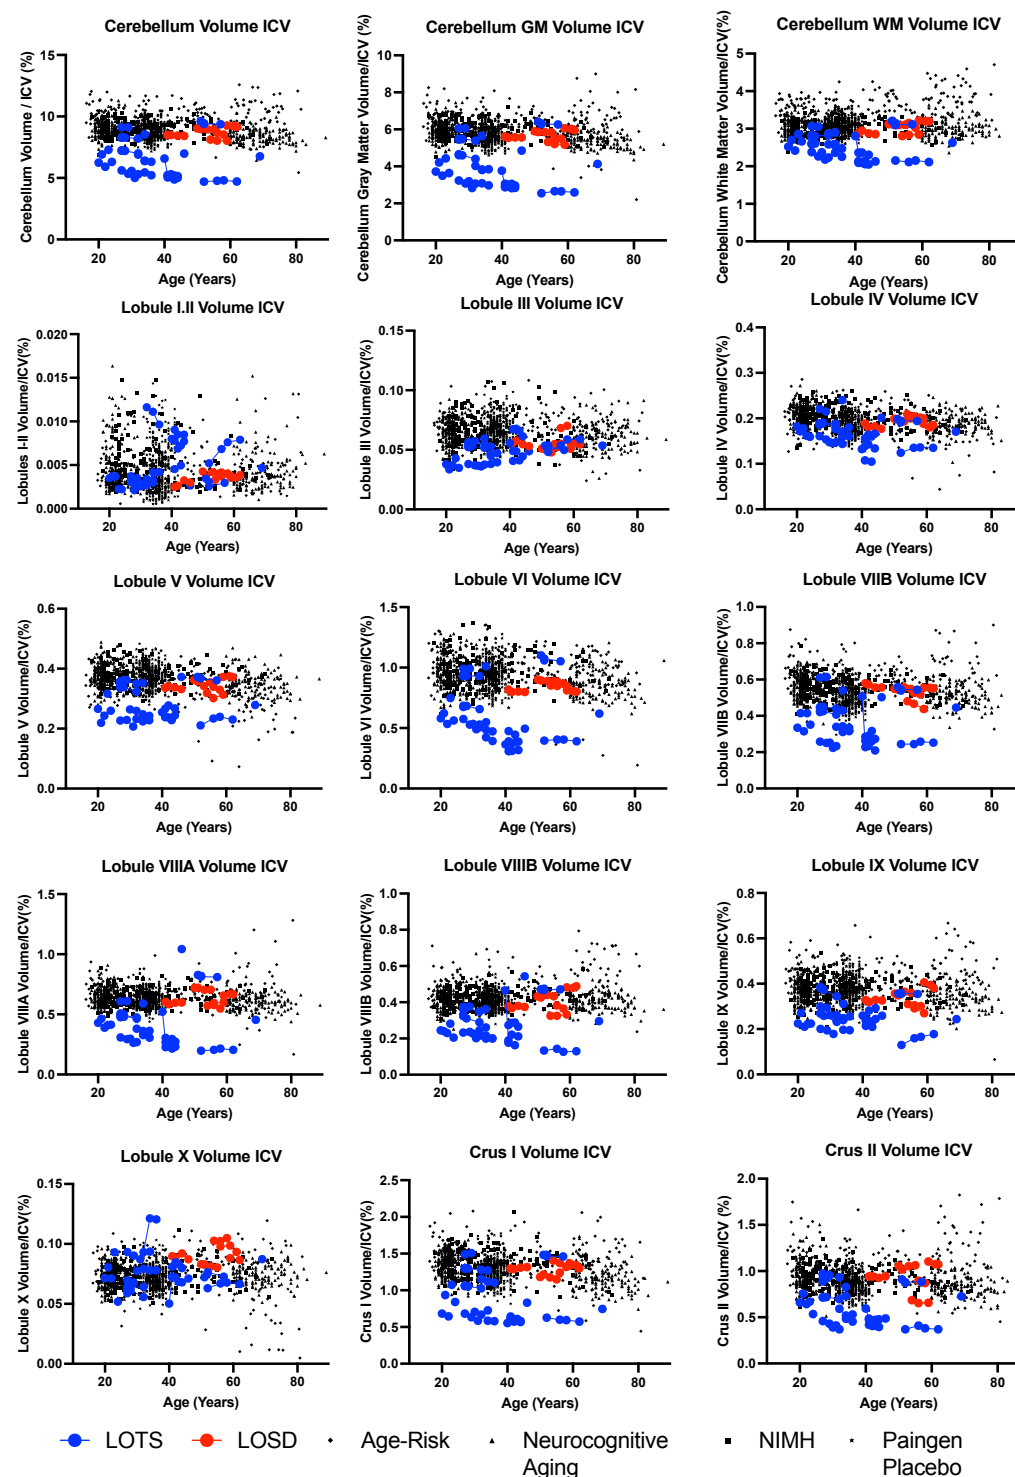 Cerebellum Volume ICV
Cerebellum Volume / ICV (%)
15
10
5
0
20 40 60 80
Age (Years)
Cerebellum GM Volume ICV
Cerebellum Gray Matter Volume/ICV(%)
10
8
6
4
2
0
20 40 60 80
Age (Years)
Cerebellum WM Volume ICV
Cerebellum White Matter Volume/ICV(%)
5
4
3
2
1
0
20 40 60 80
Age (Years)
Lobule I.II Volume ICV
Lobules I-II Volume/ICV(%)
0.020
0.015
0.010
0.005
0.000
20 40 60 80
Age (Years)
Lobule III Volume ICV
Lobule III Volume/ICV(%)
0.15
0.10
0.05
0.00
20 40 60 80
Age (Years)
Lobule IV Volume ICV
Lobule IV Volume/ICV(%)
0.4
0.3
0.2
0.1
0.0
20 40 60 80
Age (Years)
Lobule V Volume ICV
Lobule V Volume/ICV(%)
0.6
0.4
0.2
0.0
20 40 60 80
Age (Years)
Lobule VI Volume ICV
Lobule VI Volume/ICV(%)
1.5
1.0
0.5
0.0
20 40 60 80
Age (Years)
Lobule VIIB Volume ICV
Lobule VIIB Volume/ICV(%)
1.0
0.8
0.6
0.4
0.2
0.0
20 40 60 80
Age (Years)
Lobule VIIIA Volume ICV
Lobule VIIIA Volume/ICV(%)
1.5
1.0
0.5
0.0
20 40 60 80
Age (Years)
Lobule VIIIB Volume ICV
Lobule VIIIB Volume/ICV(%)
1.0
0.8
0.6
0.4
0.2
0.0
20 40 60 80
Age (Years)
Lobule IX Volume ICV
Lobule IX Volume/ICV(%)
0.8
0.6
0.4
0.2
0.0
20 40 60 80
Age (Years)
Lobule X Volume ICV
Lobule X Volume/ICV(%)
0.15
0.10
0.05
0.00
20 40 60 80
Age (Years)
Crus I Volume ICV
Crus I Volume/ICV(%)
2.5
2.0
1.5
1.0
0.5
0.0
20 40 60 80
Age (Years)
Crus II Volume ICV
Crus II Volume/ICV (%)
2.0
1.5
1.0
0.5
0.0
20 40 60 80
Age (Years)
LOTS LOSD Age-Risk Neurocognitive NIMH Paingen
Aging Placebo